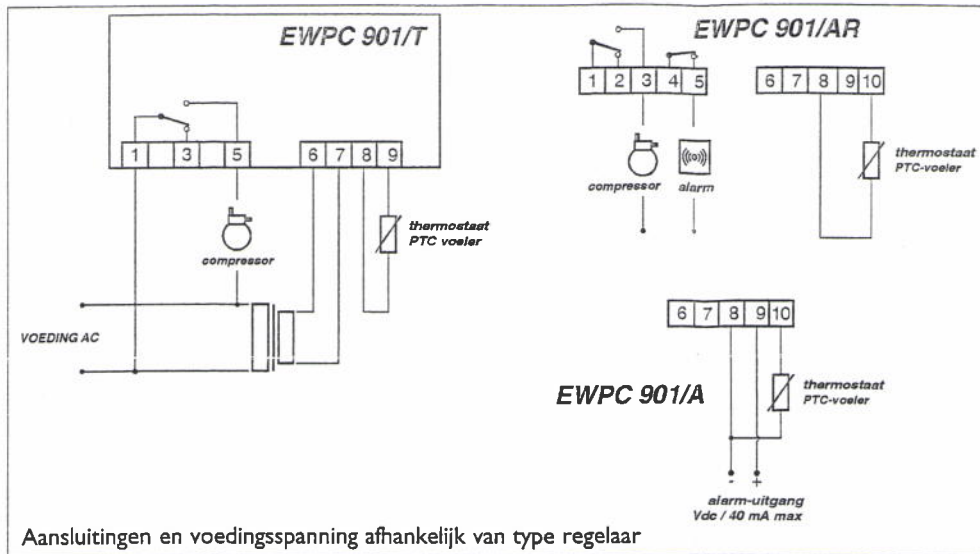 EWPC 901/T
1 3 5 6 7 8 9
compressor
thermostaat
PTC voeler
VOEDING AC
EWPC 901/AR
1 2 3 4 5
6 7 8 9 10
compressor
alarm
thermostaat
PTC-voeler
6 7 8 9 10
EWPC 901/A
thermostaat
PTC-voeler
- +
alarm-uitgang
Vdc / 40 mA max
Aansluitingen en voedingsspanning afhankelijk van type regelaar